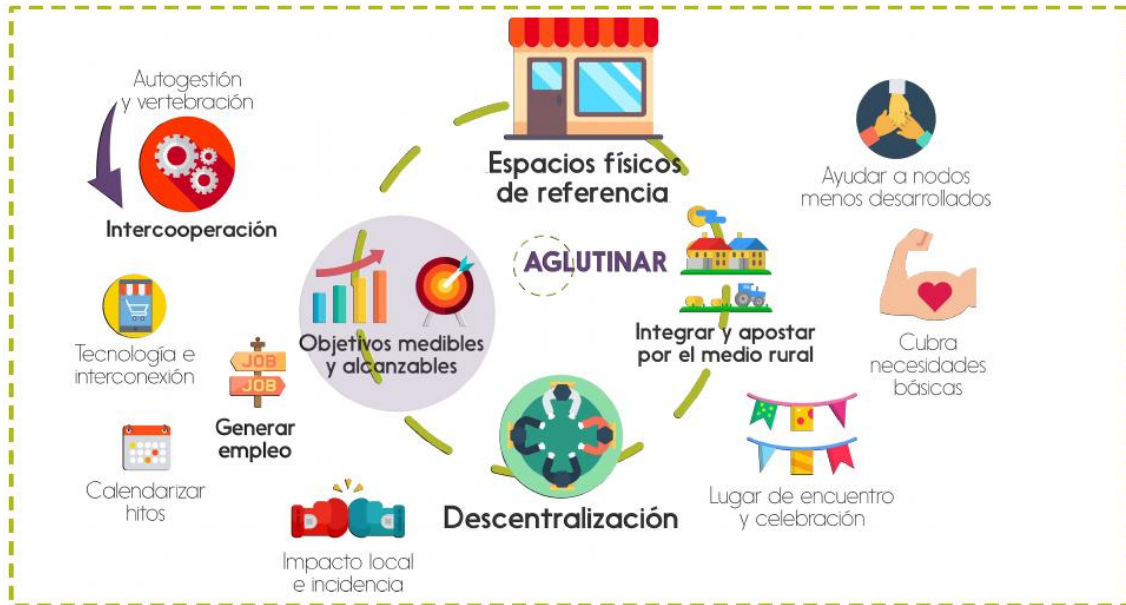 Autogestión
y vertebración
Intercooperación
Espacios físicos
de referencia
Ayudar a nodos
menos desarrollados
AGLUTINAR
Objetivos medibles
y alcanzables
Integrar y apostar
por el medio rural
Cubra
necesidades
básicas
Tecnología e
interconexión
JOB
JOB
Generar
empleo
Calendarizar
hitos
Impacto local
e incidencia
Descentralización
Lugar de encuentro
y celebración